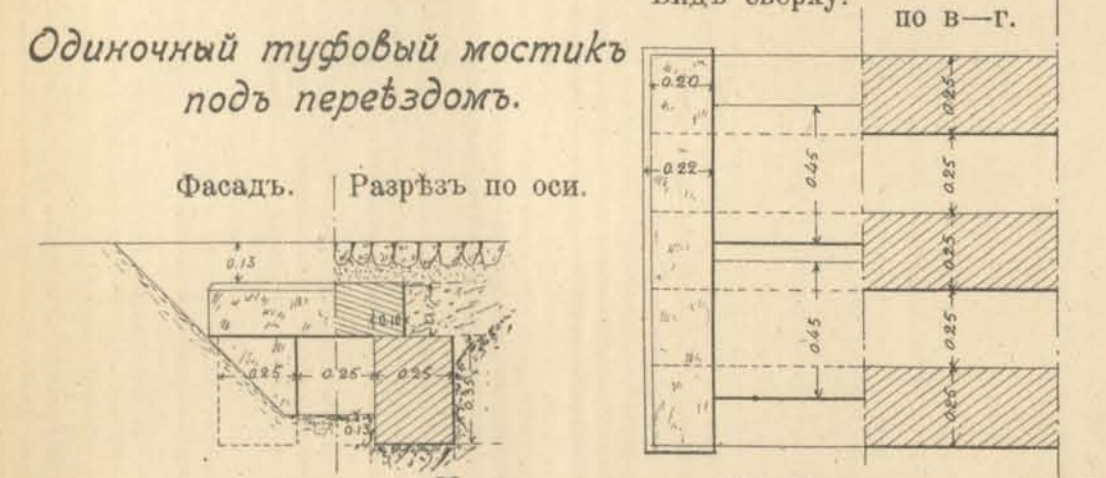 Одиночный туфовый мостикъ
подъ переѣздомъ.
Фасадъ. Разрѣзъ по оси.
0.13
0.25 0.25 0.25
0.35
0.13
Видъ сверху.
по в—г.
0.20
0.22
0.45
0.45
0.25
0.25
0.25
0.25
0.25